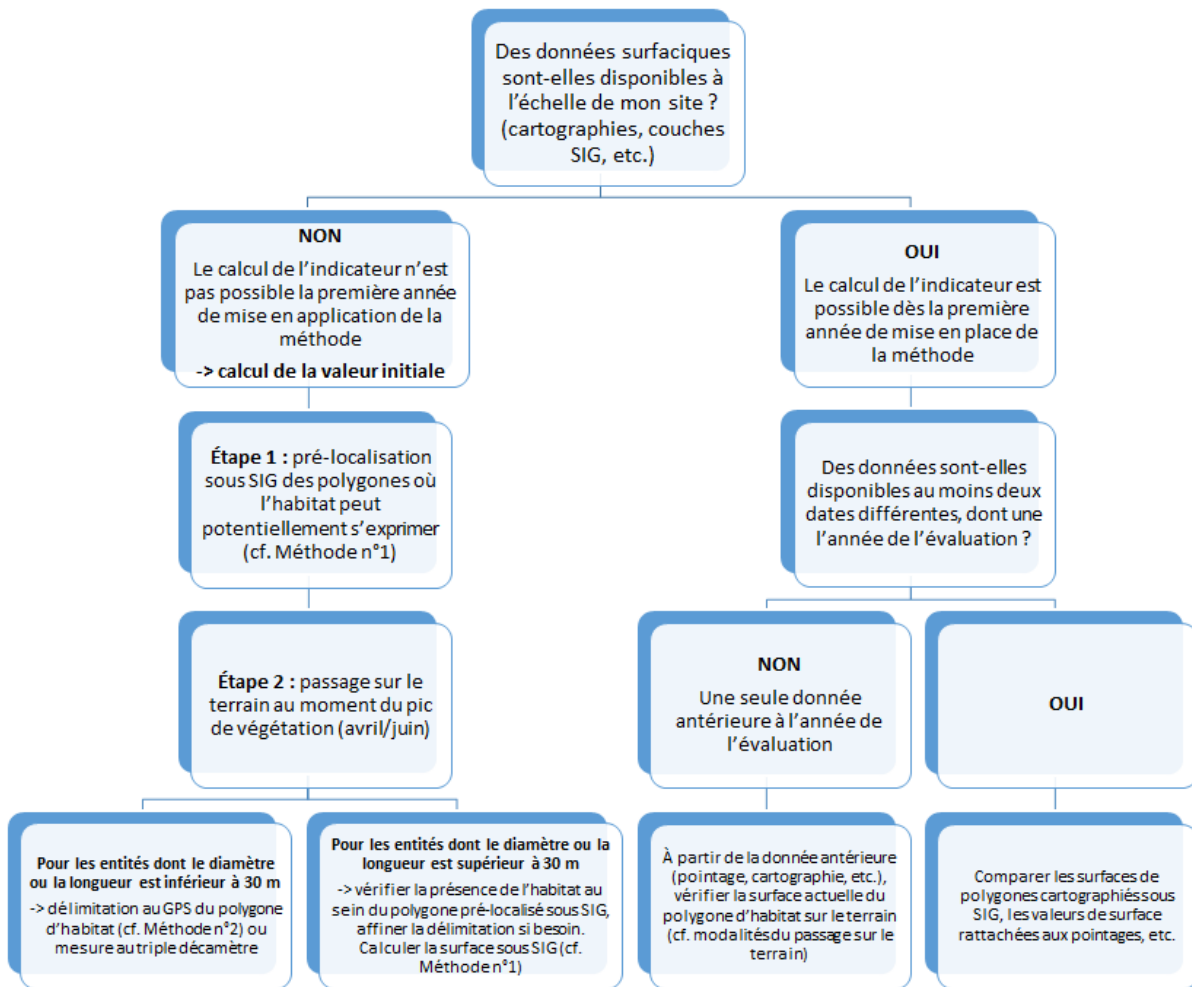 Des données surfaciques
sont-elles disponibles à
l'échelle de mon site ?
(cartographies, couches
SIG, etc.)
NON
Le calcul de l'indicateur n'est
pas possible la première année
de mise en application de la
méthode
-> calcul de la valeur initiale
OUI
Le calcul de l'indicateur est
possible dès la première
année de mise en place de
la méthode
Étape 1 : pré-localisation
sous SIG des polygones où
l'habitat peut
potentiellement s'exprimer
(cf. Méthode n°1)
Des données sont-elles
disponibles au moins deux
dates différentes, dont une
l'année de l'évaluation ?
Étape 2 : passage sur le
terrain au moment du pic
de végétation (avril/juin)
NON
Une seule donnée
antérieure à l'année de
l'évaluation
OUI
Pour les entités dont le diamètre
ou la longueur est inférieur à 30 m
-> délimitation au GPS du polygone
d'habitat (cf. Méthode n°2) ou
mesure au triple décamètre
Pour les entités dont le diamètre ou la
longueur est supérieur à 30 m
-> vérifier la présence de l'habitat au
sein du polygone pré-localisé sous SIG,
affiner la délimitation si besoin.
Calculer la surface sous SIG (cf.
Méthode n°1)
À partir de la donnée antérieure
(pointage, cartographie, etc.),
vérifier la surface actuelle du
polygone d'habitat sur le terrain
(cf. modalités du passage sur le
terrain)
Comparer les surfaces de
polygones cartographiés sous
SIG, les valeurs de surface
rattachées aux pointages, etc.